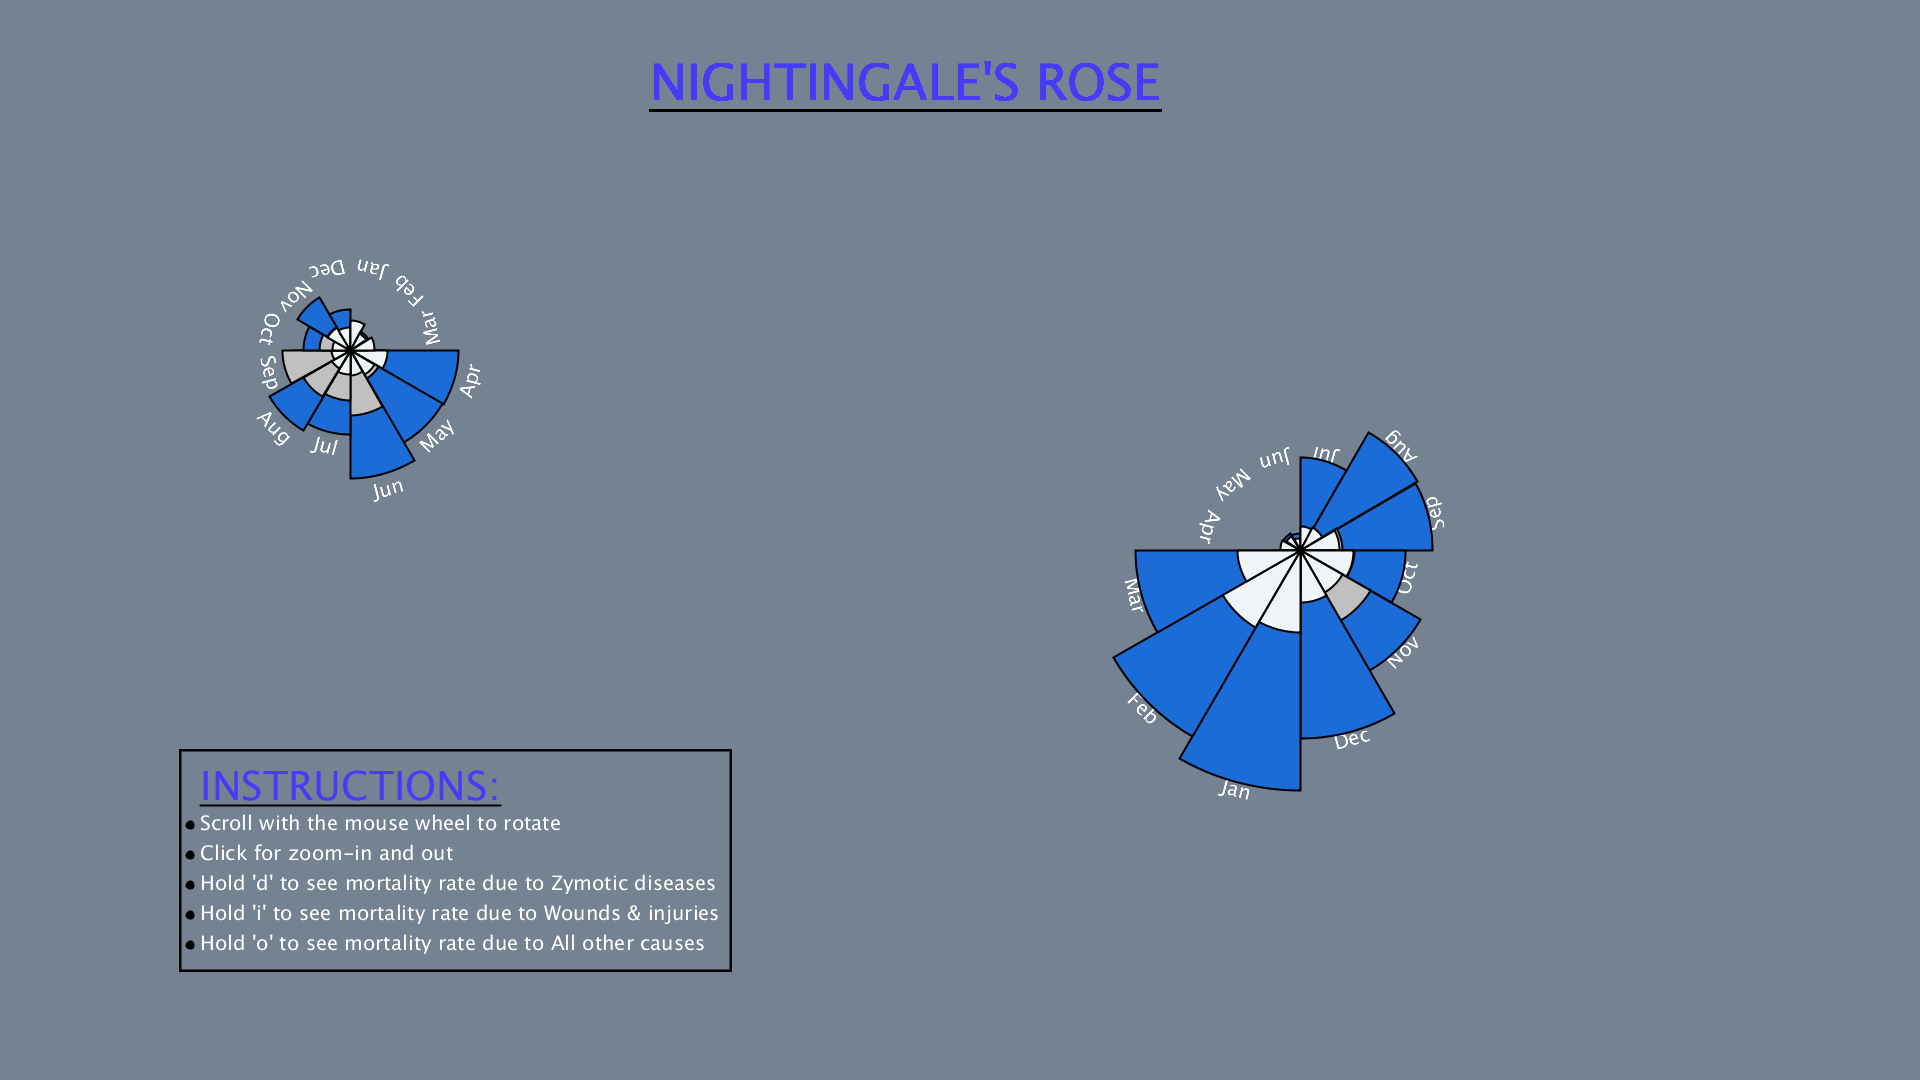 NIGHTINGALE'S ROSE
Jan
Feb
Mar
Apr
May
Jun
Jul
Aug
Sep
Oct
Nov
Dec
Apr
May
Jun
Jul
Aug
Sep
Oct
Nov
Dec
Jan
Feb
Mar
INSTRUCTIONS:
Scroll with the mouse wheel to rotate
Click for zoom-in and out
Hold 'd' to see mortality rate due to Zymotic diseases
Hold 'i' to see mortality rate due to Wounds & injuries
Hold 'o' to see mortality rate due to All other causes